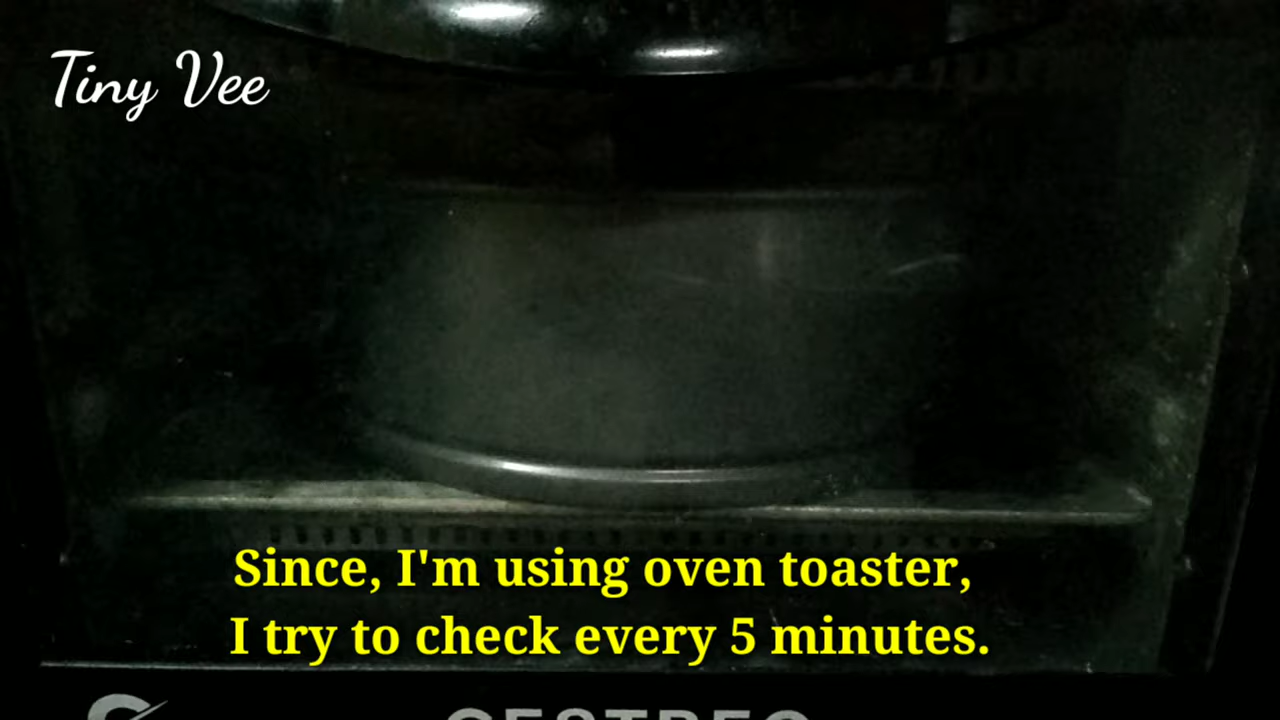 Tiny Vee
Since, I'm using oven toaster,
I try to check every 5 minutes.